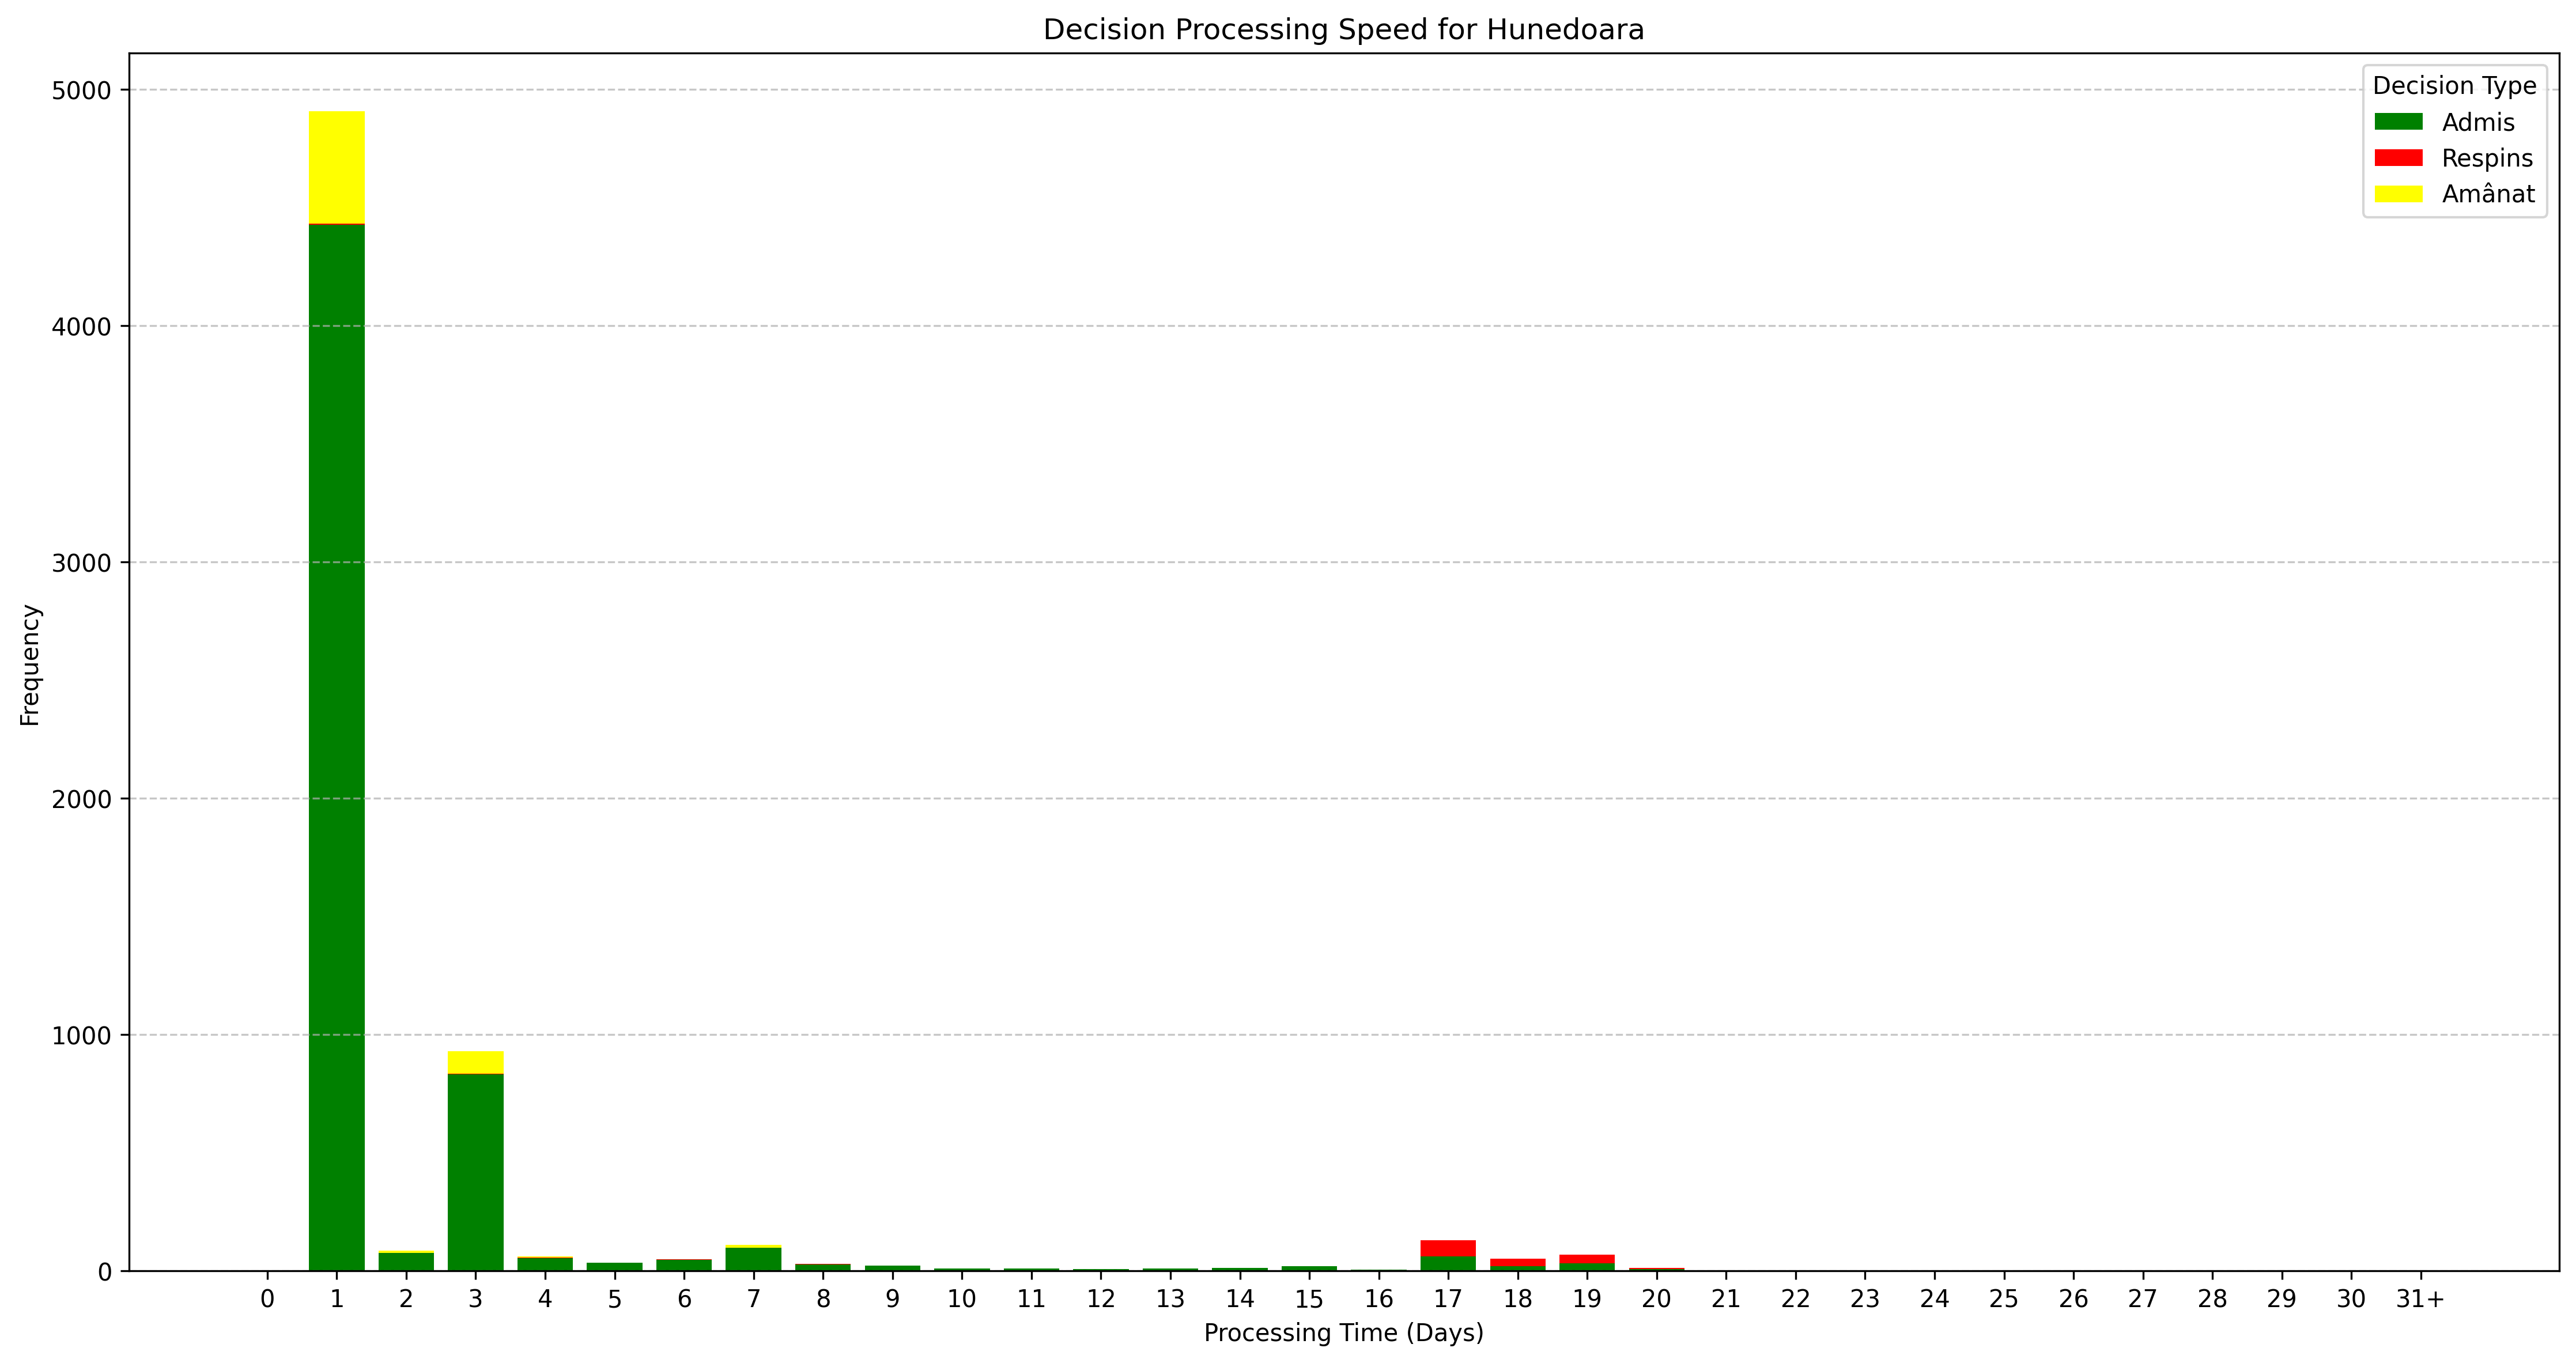 Decision Processing Speed for Hunedoara
Decision Type
Admis
Respins
Amânat
Frequency
5000
4000
3000
2000
1000
0
0 1 2 3 4 5 6 7 8 9 10 11 12 13 14 15 16 17 18 19 20 21 22 23 24 25 26 27 28 29 30 31+
Processing Time (Days)